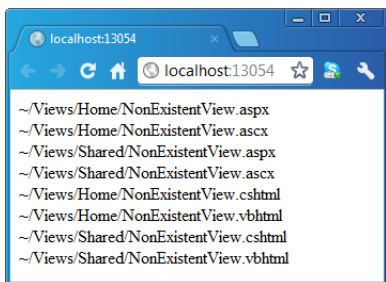 localhost:13054
localhost:13054
~/Views/Home/NonExistentView.aspx
~/Views/Home/NonExistentView.ascx
~/Views/Shared/NonExistentView.aspx
~/Views/Shared/NonExistentView.ascx
~/Views/Home/NonExistentView.cshtml
~/Views/Home/NonExistentView.vbhtml
~/Views/Shared/NonExistentView.cshtml
~/Views/Shared/NonExistentView.vbhtml